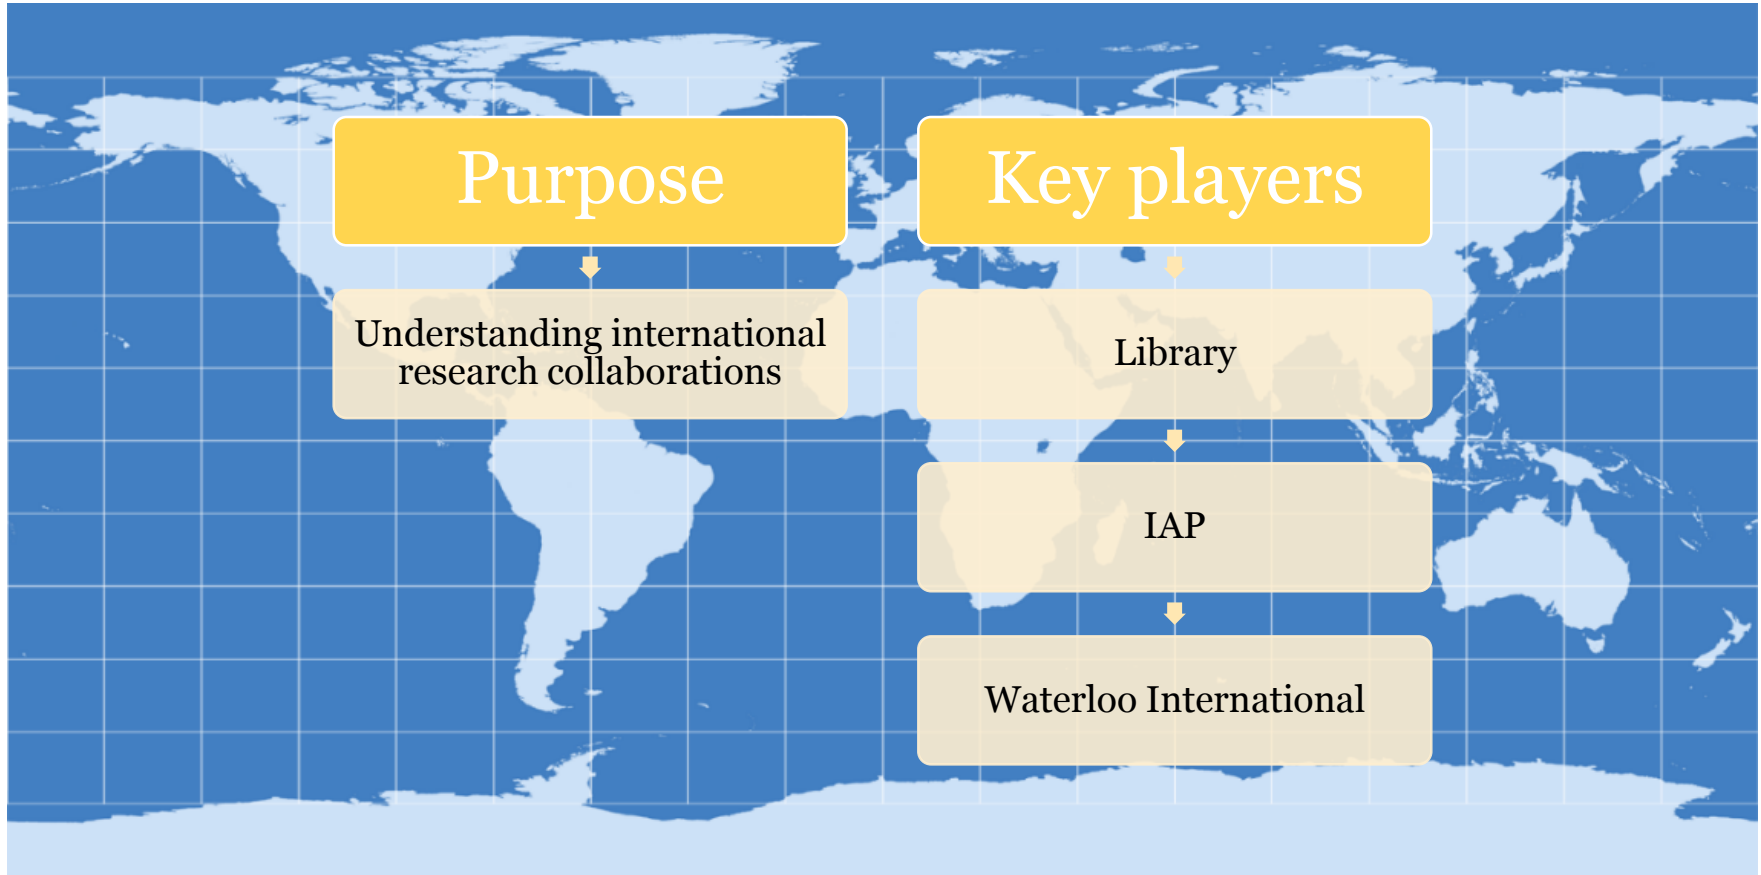 Purpose
Understanding international
research collaborations
Key players
Library
IAP
Waterloo International